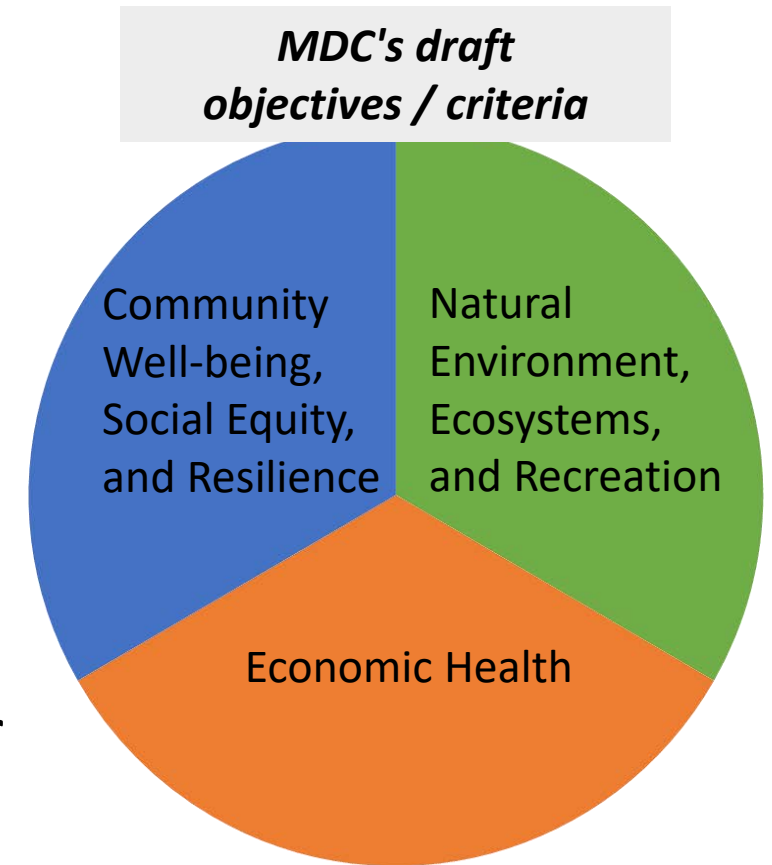 MDC's draft
objectives / criteria
Community
Well-being,
Social Equity,
and Resilience
Natural
Environment,
Ecosystems,
and Recreation
Economic Health